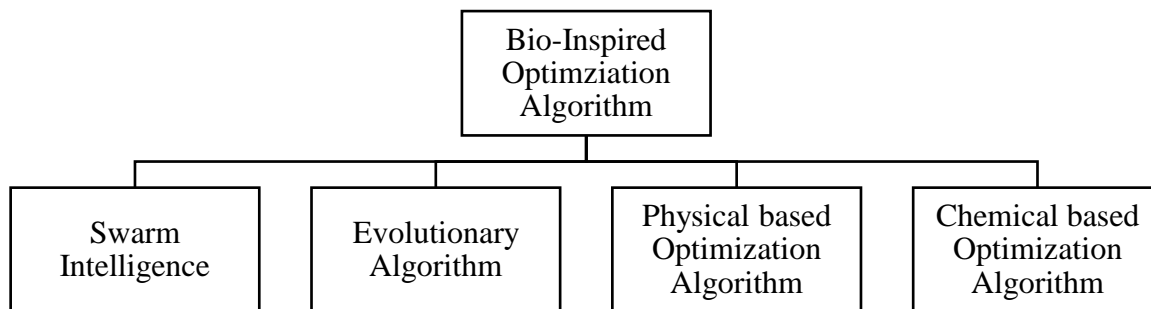 Bio-Inspired
Optimziation
Algorithm
Swarm
Intelligence
Evolutionary
Algorithm
Physical based
Optimization
Algorithm
Chemical based
Optimization
Algorithm